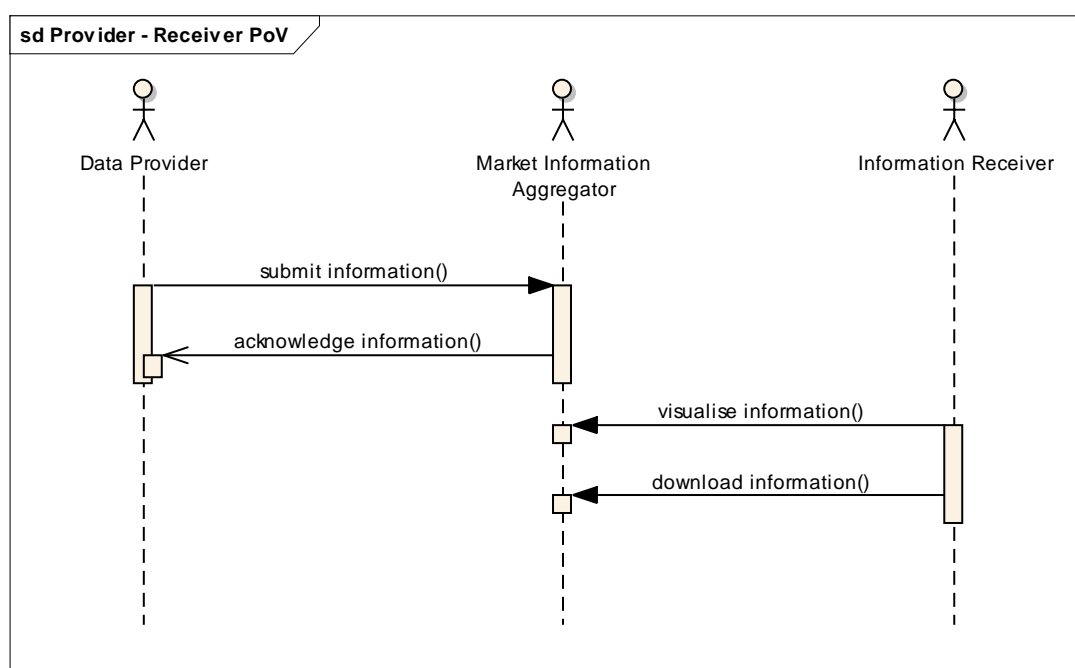 sd Provider - Receiver PoV
Data Provider
Market Information
Aggregator
Information Receiver
submit information()
acknowledge information()
visualise information()
download information()